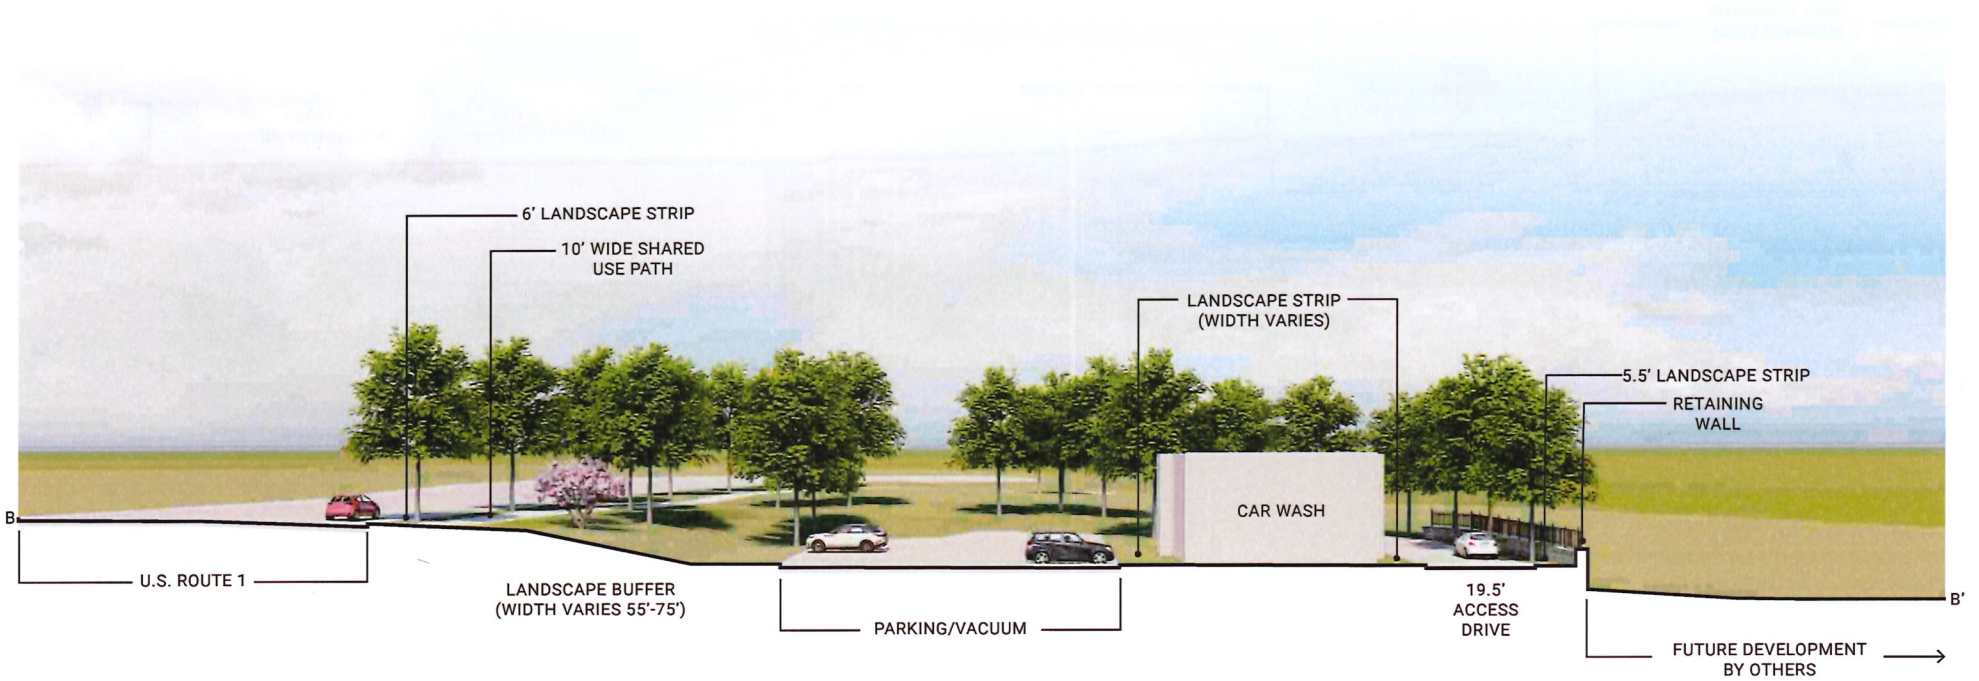 6' LANDSCAPE STRIP
10' WIDE SHARED
USE PATH
LANDSCAPE STRIP
(WIDTH VARIES)
5.5' LANDSCAPE STRIP
RETAINING
WALL
CAR WASH
B
U.S. ROUTE 1
LANDSCAPE BUFFER
(WIDTH VARIES 55'-75')
PARKING/VACUUM
19.5'
ACCESS
DRIVE
B'
FUTURE DEVELOPMENT
BY OTHERS